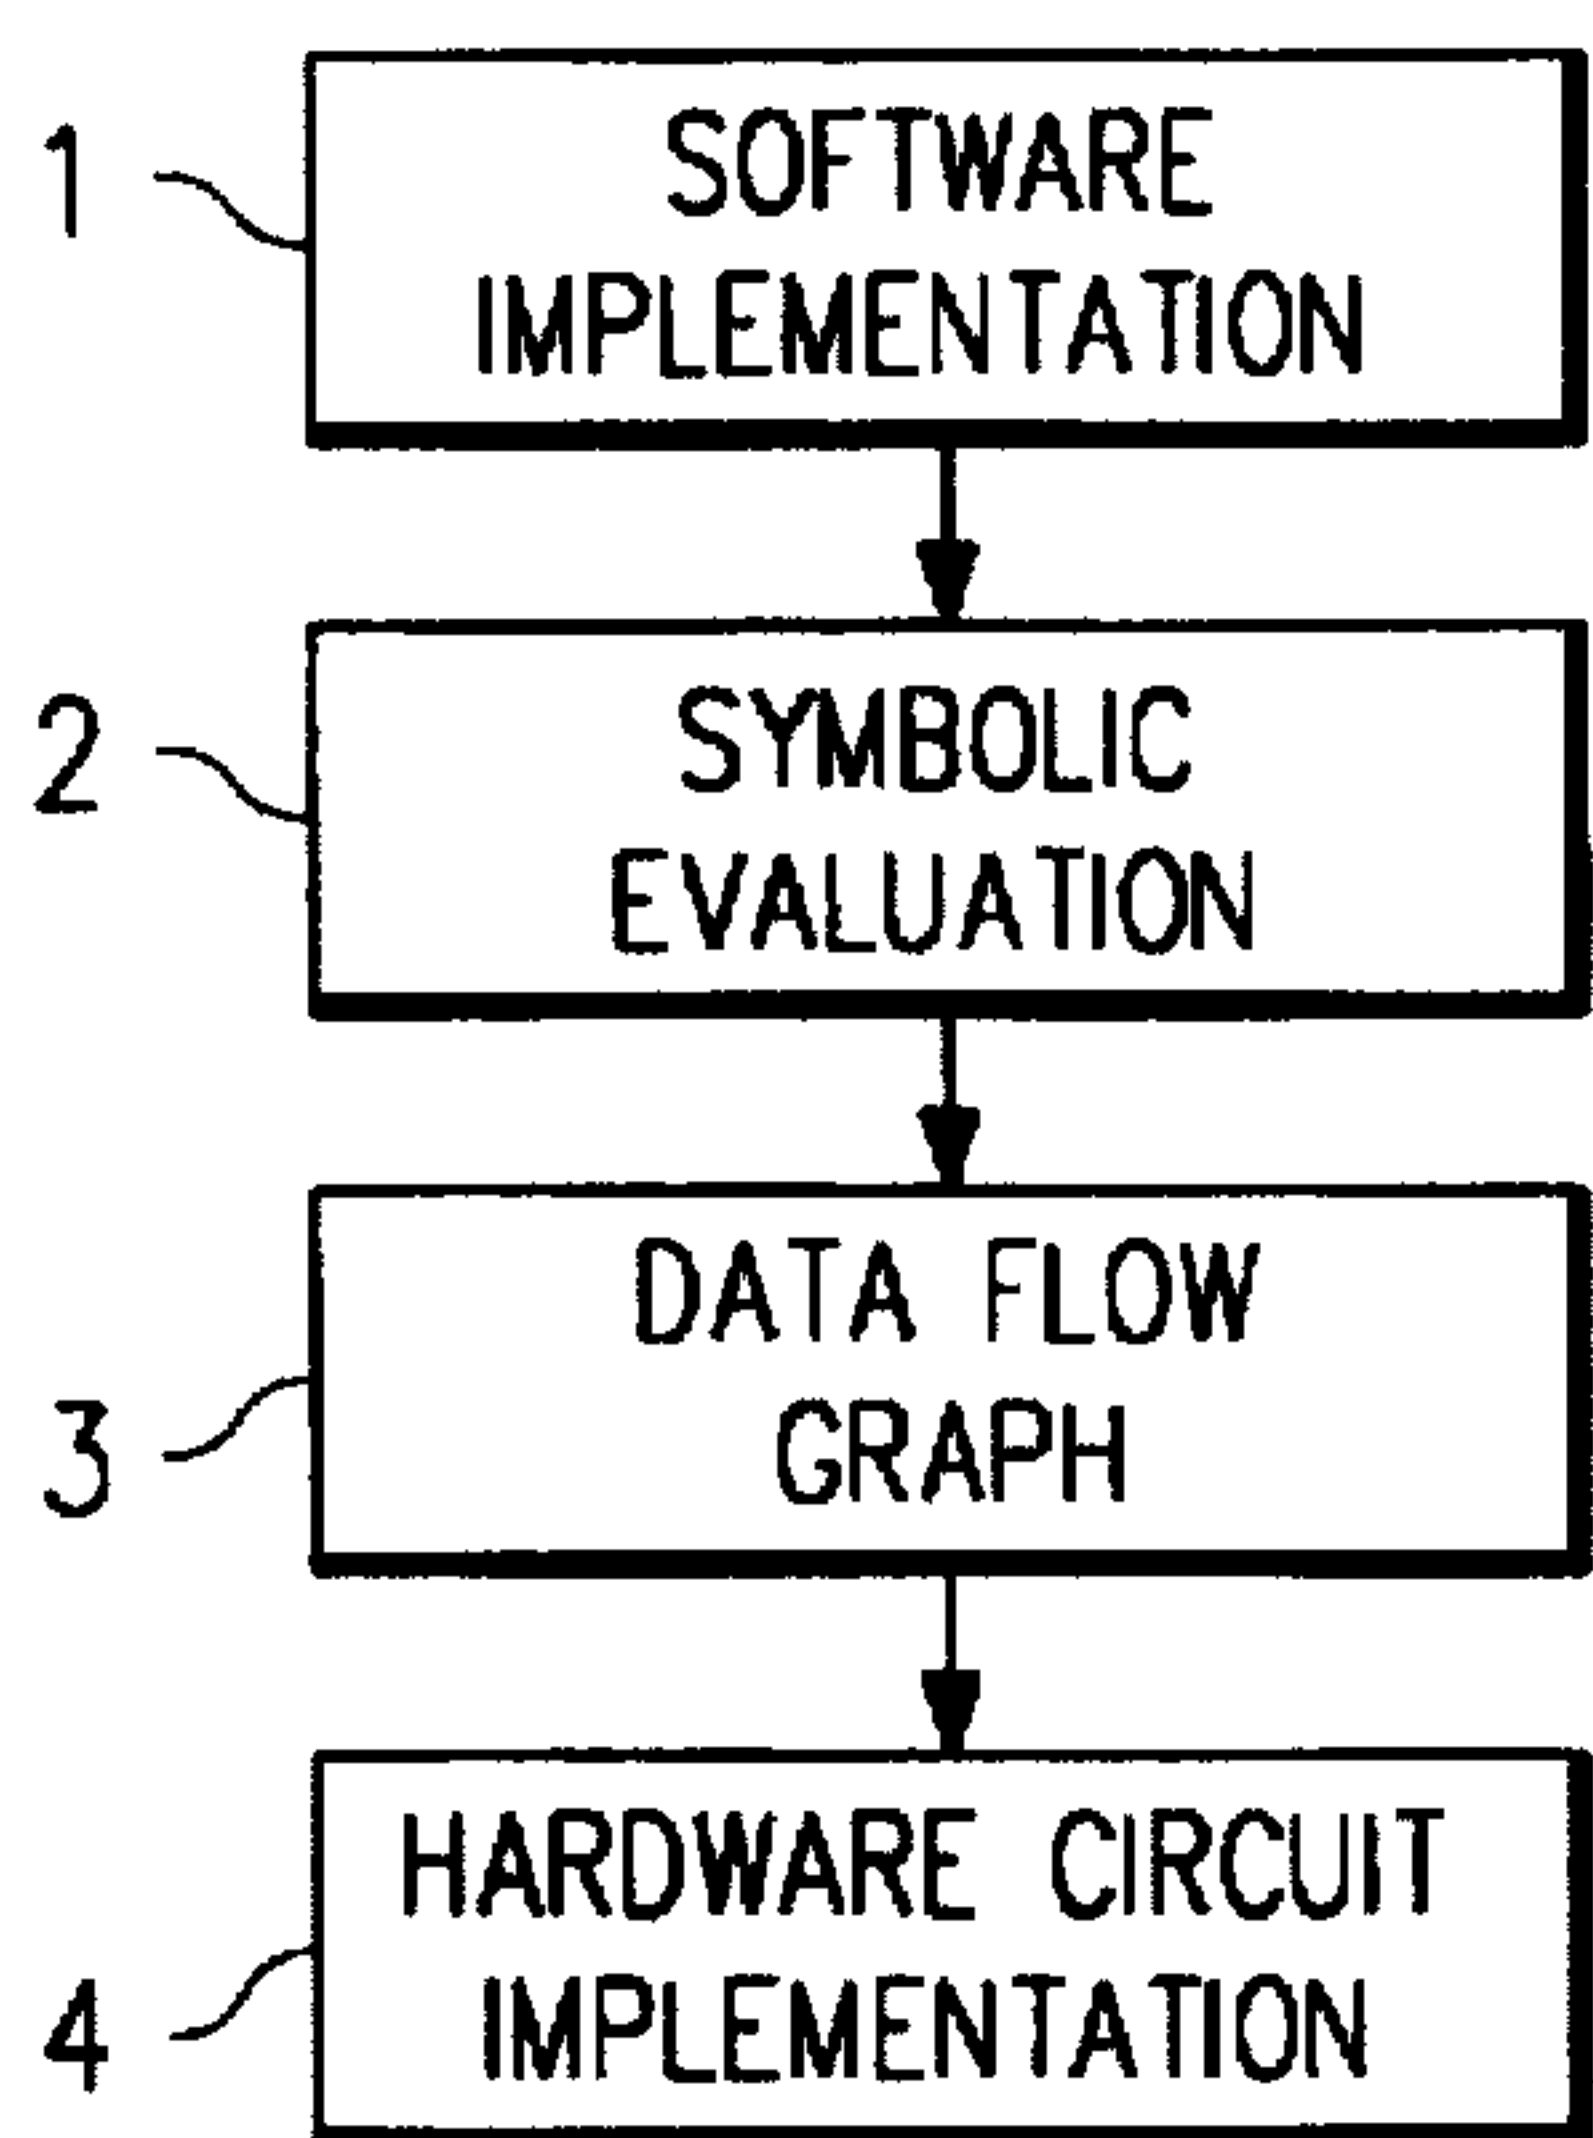 1
SOFTWARE
IMPLEMENTATION
2
SYMBOLIC
EVALUATION
3
DATA FLOW
GRAPH
4
HARDWARE CIRCUIT
IMPLEMENTATION